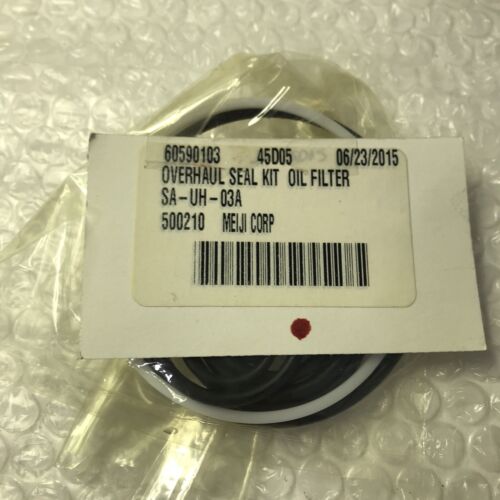 60590103 45D05 06/23/2015
OVERHAUL SEAL KIT OIL FILTER
SA-UH-03A
500210 MEIJI CORP